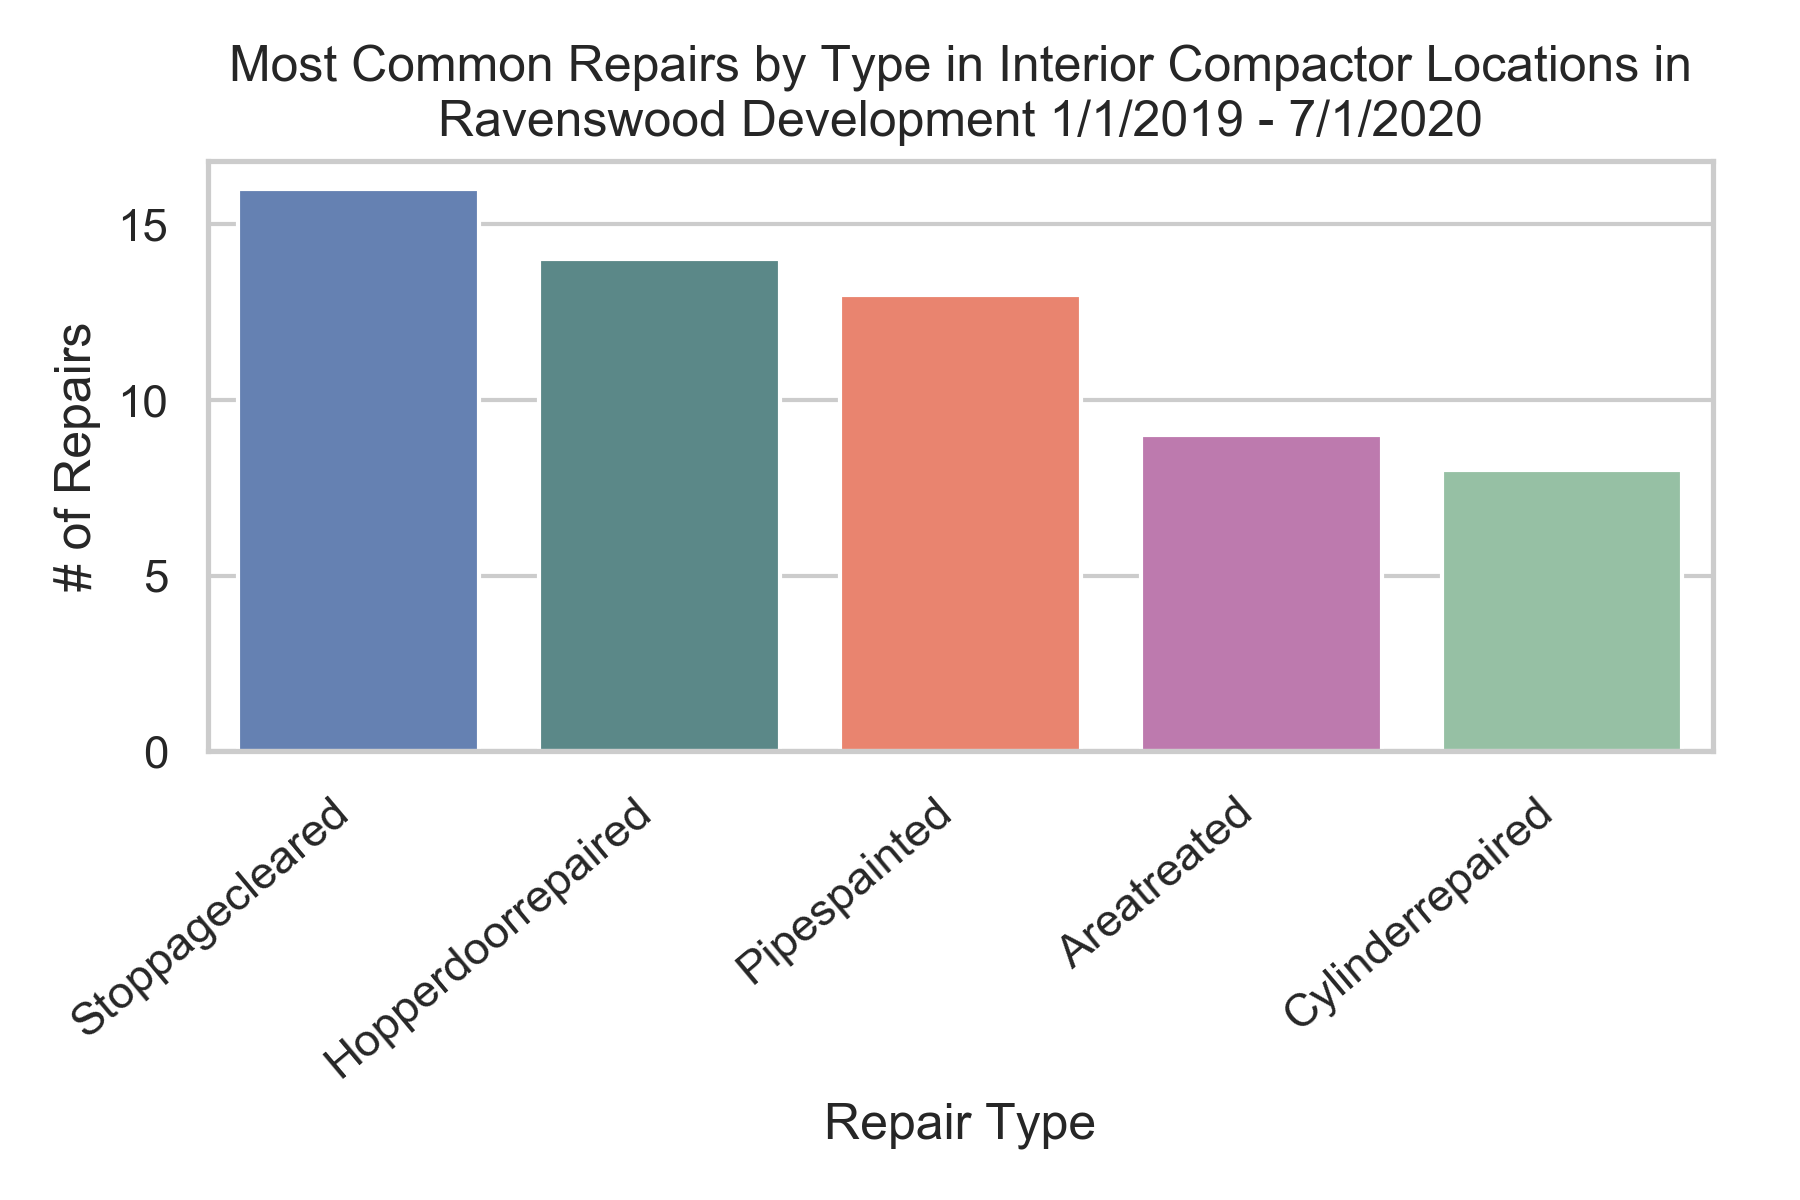 Most Common Repairs by Type in Interior Compactor Locations in
Ravenswood Development 1/1/2019 - 7/1/2020
# of Repairs
15
10
5
0
Stoppagecleared
Hopperdoorrepaired
Pipespainted
Areatreated
Cylinderrepaired
Repair Type